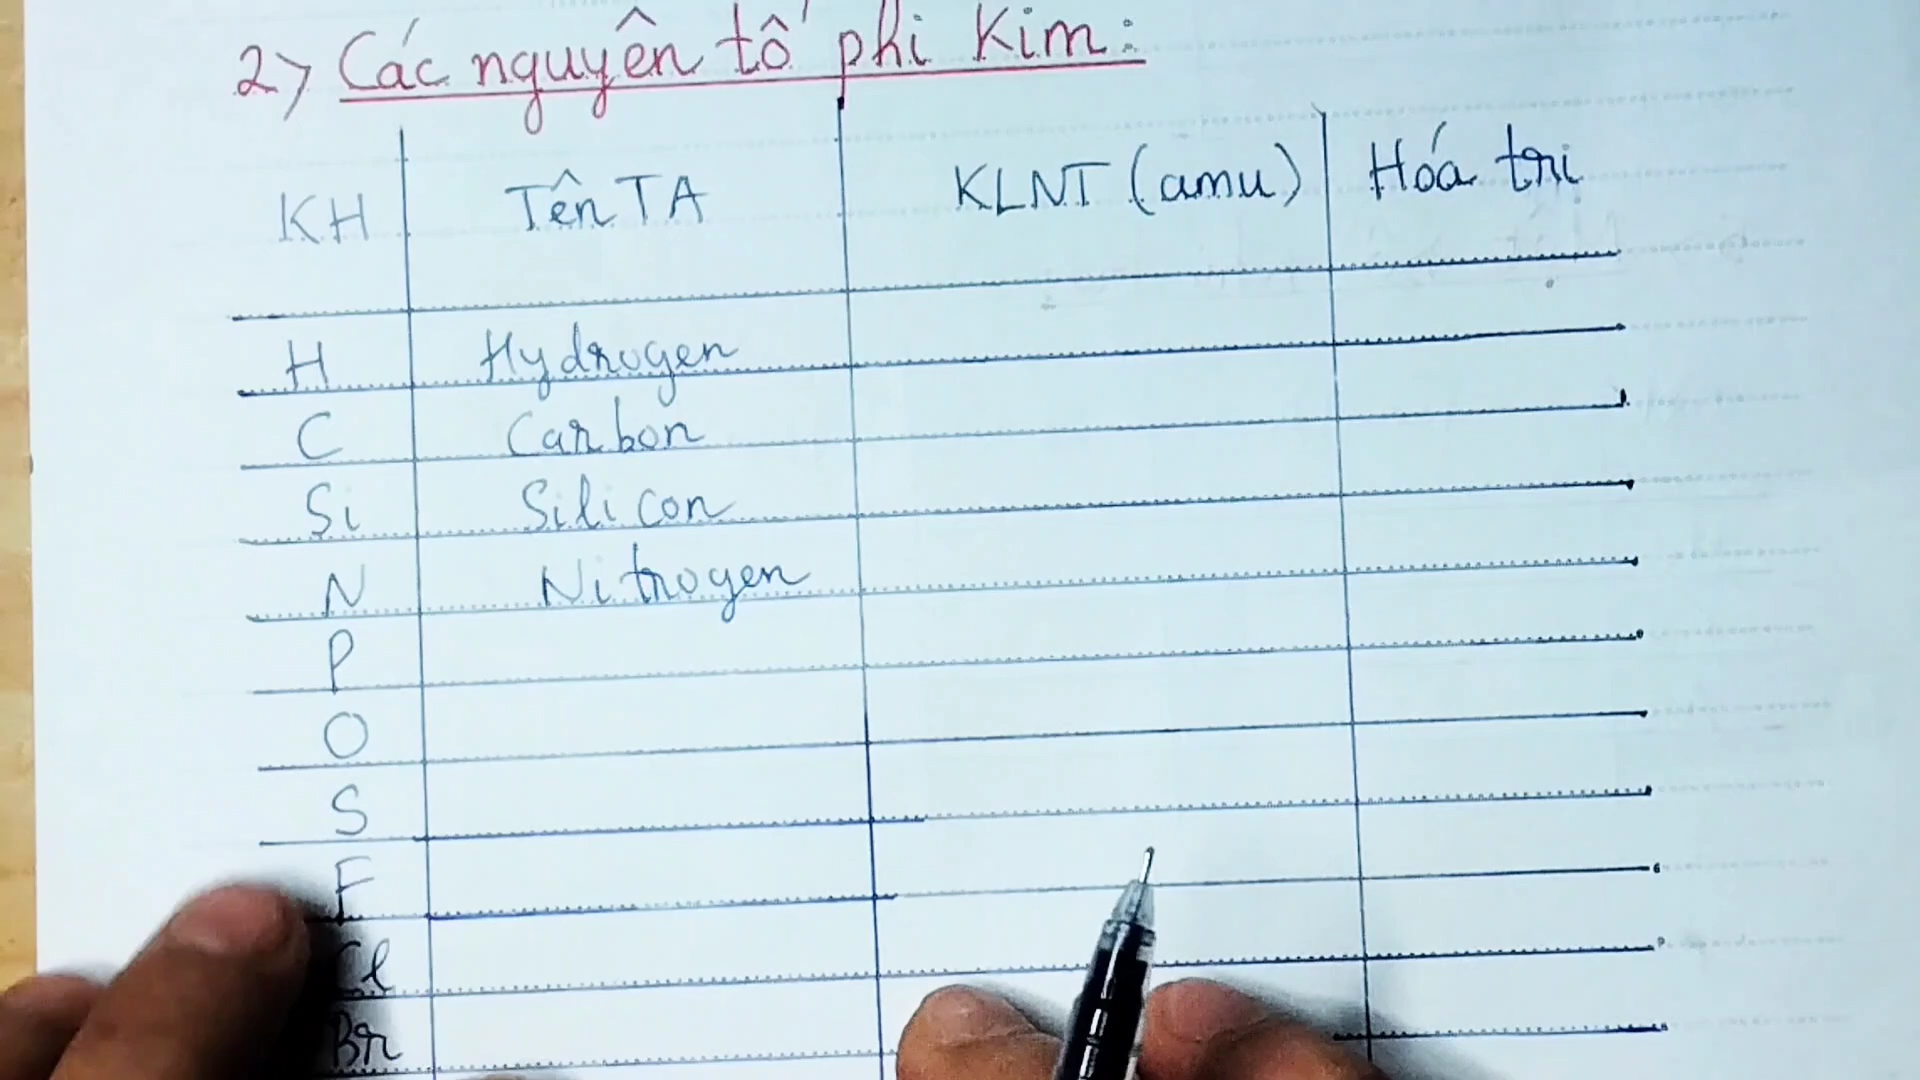 2> Các nguyên tố phi Kim:
KH Tên TA KLNT (amu) Hóa trị
H Hydrogen
C Carbon
Si Silicon
N Nitrogen
P
O
S
F
Cl
Br